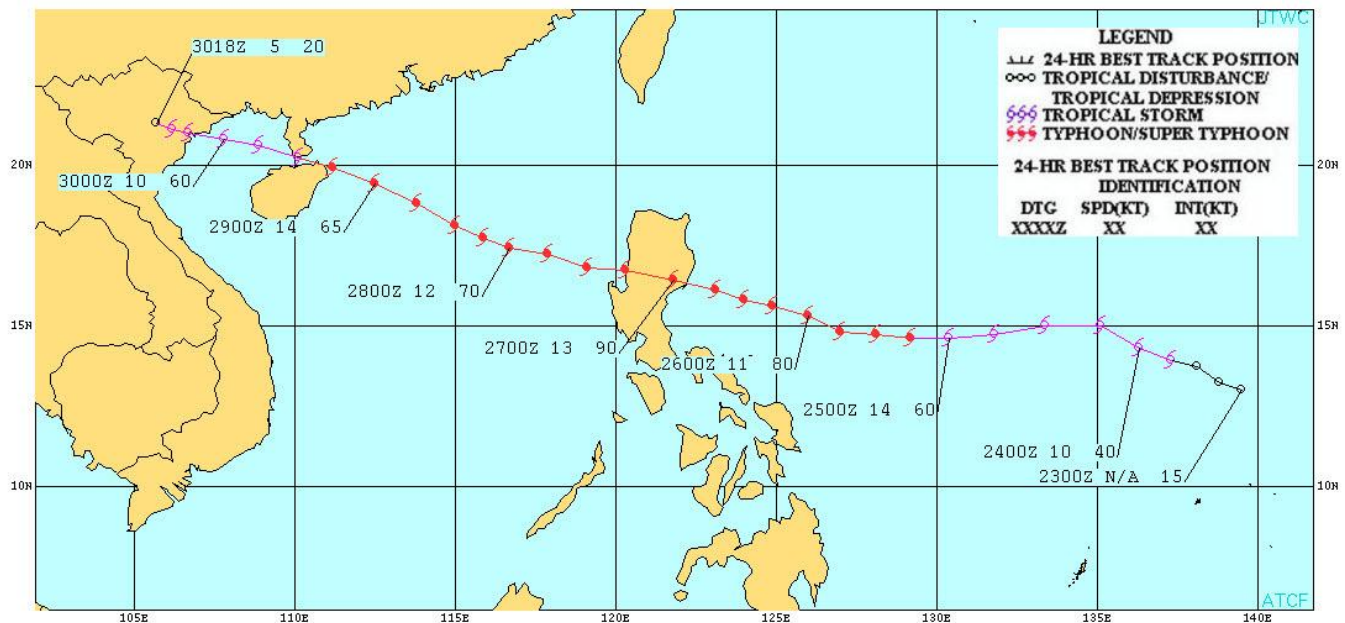 JTWC
LEGEND
24-HR BEST TRACK POSITION
TROPICAL DISTURBANCE/
TROPICAL DEPRESSION
TROPICAL STORM
TYPHOON/SUPER TYPHOON
24-HR BEST TRACK POSITION
IDENTIFICATION
DTG SPD(KT) INT(KT)
XXXXZ XX XX
3018Z 5 20
20N 20N
3000Z 10 60
2900Z 14 65
2800Z 12 70
15N 15N
2700Z 13 90
2600Z 11 80
2500Z 14 60
2400Z 10 40
2300Z N/A 15
10N 10N
ATCF
105E 110E 115E 120E 125E 130E 135E 140E